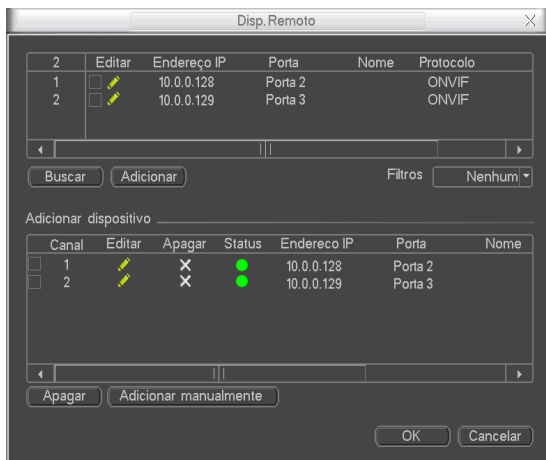 Disp. Remoto
2 Editar Endereço IP Porta Nome Protocolo
1 10.0.0.128 Porta 2 ONVIF
2 10.0.0.129 Porta 3 ONVIF
Buscar Adicionar Filtros Nenhum
Adicionar dispositivo
Canal Editar Apagar Status Endereco IP Porta Nome
1 10.0.0.128 Porta 2
2 10.0.0.129 Porta 3
Apagar Adicionar manualmente
OK Cancelar